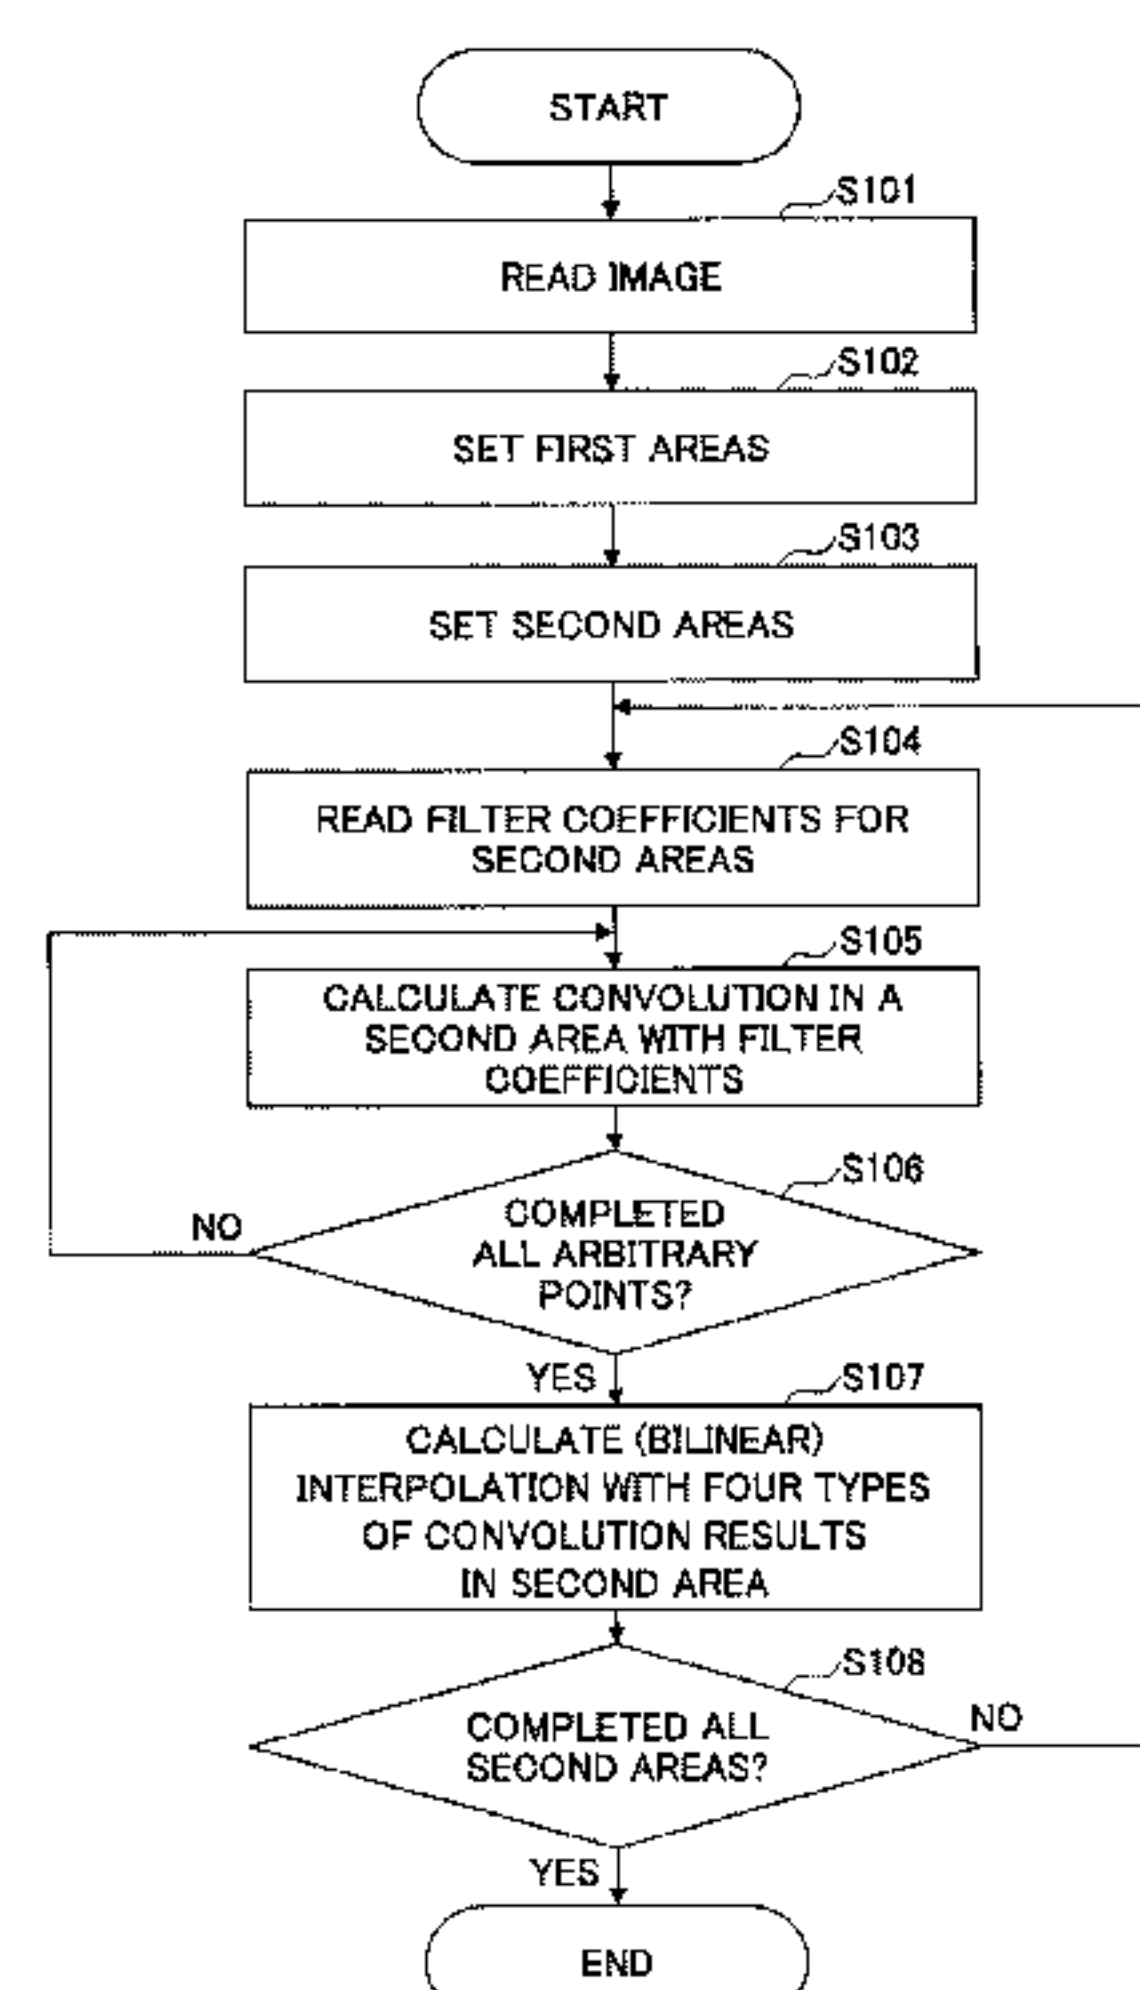 START
S101
READ IMAGE
S102
SET FIRST AREAS
S103
SET SECOND AREAS
S104
READ FILTER COEFFICIENTS FOR
SECOND AREAS
S105
CALCULATE CONVOLUTION IN A
SECOND AREA WITH FILTER
COEFFICIENTS
S106
COMPLETED
ALL ARBITRARY
POINTS?
NO
YES
S107
CALCULATE (BILINEAR)
INTERPOLATION WITH FOUR TYPES
OF CONVOLUTION RESULTS
IN SECOND AREA
S108
COMPLETED ALL
SECOND AREAS?
NO
YES
END